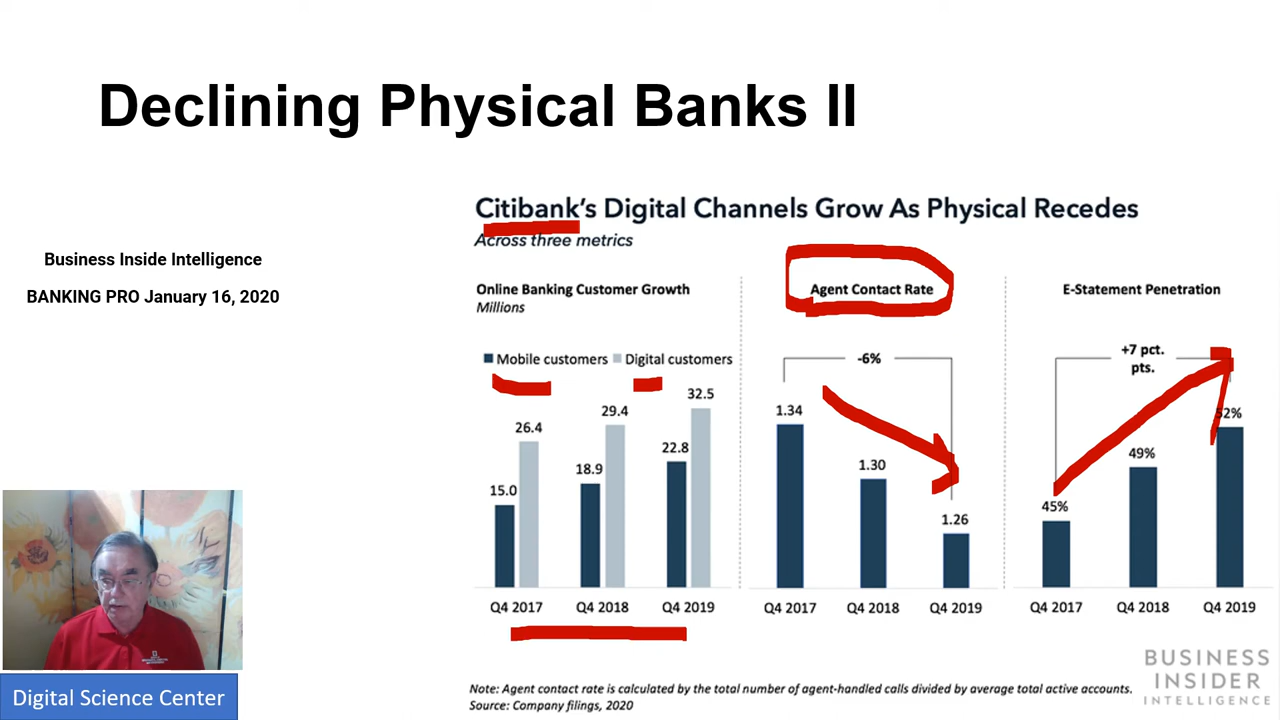 Declining Physical Banks II
Business Inside Intelligence
BANKING PRO January 16, 2020
Citibank's Digital Channels Grow As Physical Recedes
Across three metrics
Online Banking Customer Growth
Millions
Mobile customers Digital customers
15.0 26.4 18.9 29.4 22.8 32.5
Q4 2017 Q4 2018 Q4 2019
Agent Contact Rate
-6%
1.34 1.30 1.26
Q4 2017 Q4 2018 Q4 2019
E-Statement Penetration
+7 pct.
pts.
45% 49% 52%
Q4 2017 Q4 2018 Q4 2019
BUSINESS
INSIDER
INTELLIGENCE
Note: Agent contact rate is calculated by the total number of agent-handled calls divided by average total active accounts.
Source: Company filings, 2020
Digital Science Center